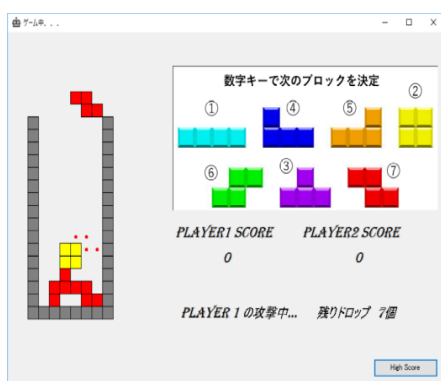 ゲーム中...
数字キーで次のブロックを決定
① ④ ⑤ ②
⑥ ③ ⑦
PLAYER1 SCORE PLAYER2 SCORE
0 0
PLAYER 1 の攻撃中... 残りドロップ 7個
High Score